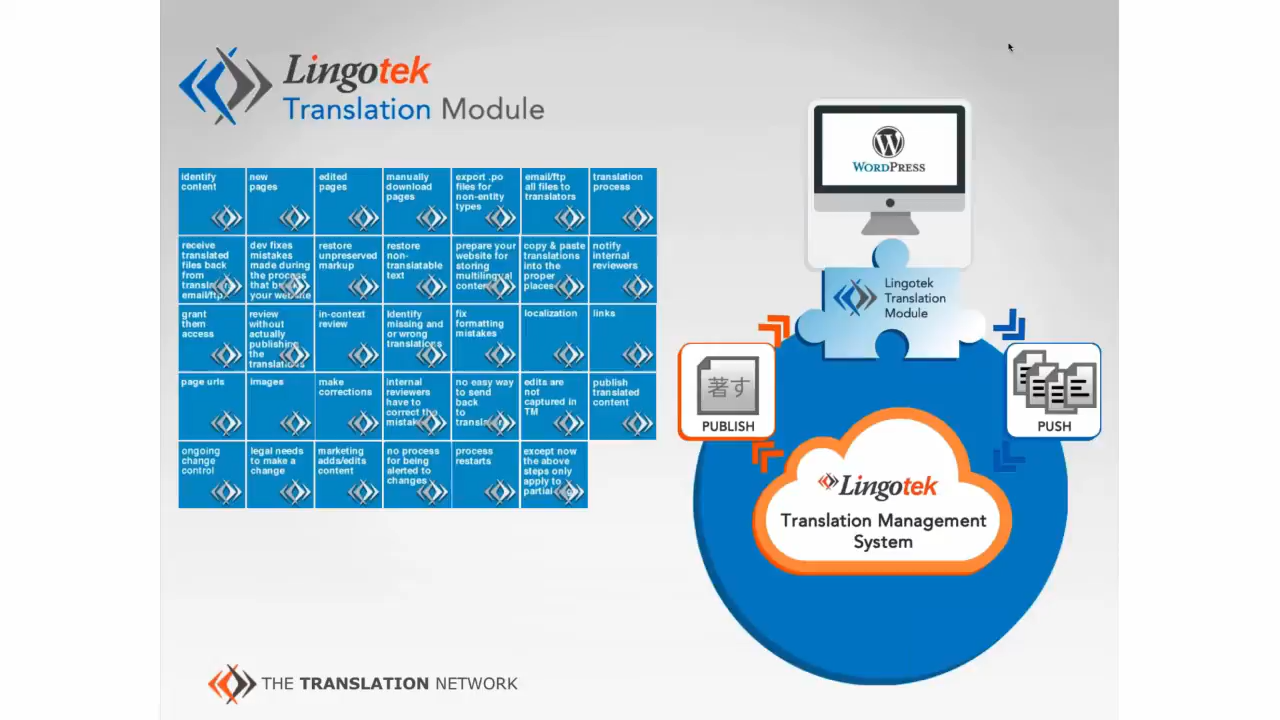 Lingotek
Translation Module
identify
content
new
pages
edited
pages
manually
download
pages
export .po
files for
non-entity
types
email/ftp
all files to
translators
translation
process
receive
translated
files back
from
email/ftp
dev fixes
mistakes
made during
the process
that
your website
restore
unpreserved
markup
restore
non-
translatable
text
prepare your
website for
storing
multilingual
content
copy & paste
translations
into the
proper
places
notify
internal
reviewers
grant
them
access
review
without
actually
publishing
the
translations
in-context
review
identify
missing and
or wrong
translations
fix
formatting
mistakes
localization
links
page urls
images
make
corrections
internal
reviewers
have to
correct the
no easy way
to send
back
to
edits are
not
captured in
TM
publish
translated
content
ongoing
change
control
legal needs
to make a
change
marketing
adds/edits
content
no process
for being
alerted to
changes
process
restarts
except now
the above
steps only
apply to
WORDPRESS
Lingotek
Translation
Module
著す
PUBLISH
PUSH
Lingotek
Translation Management
System
THE TRANSLATION NETWORK